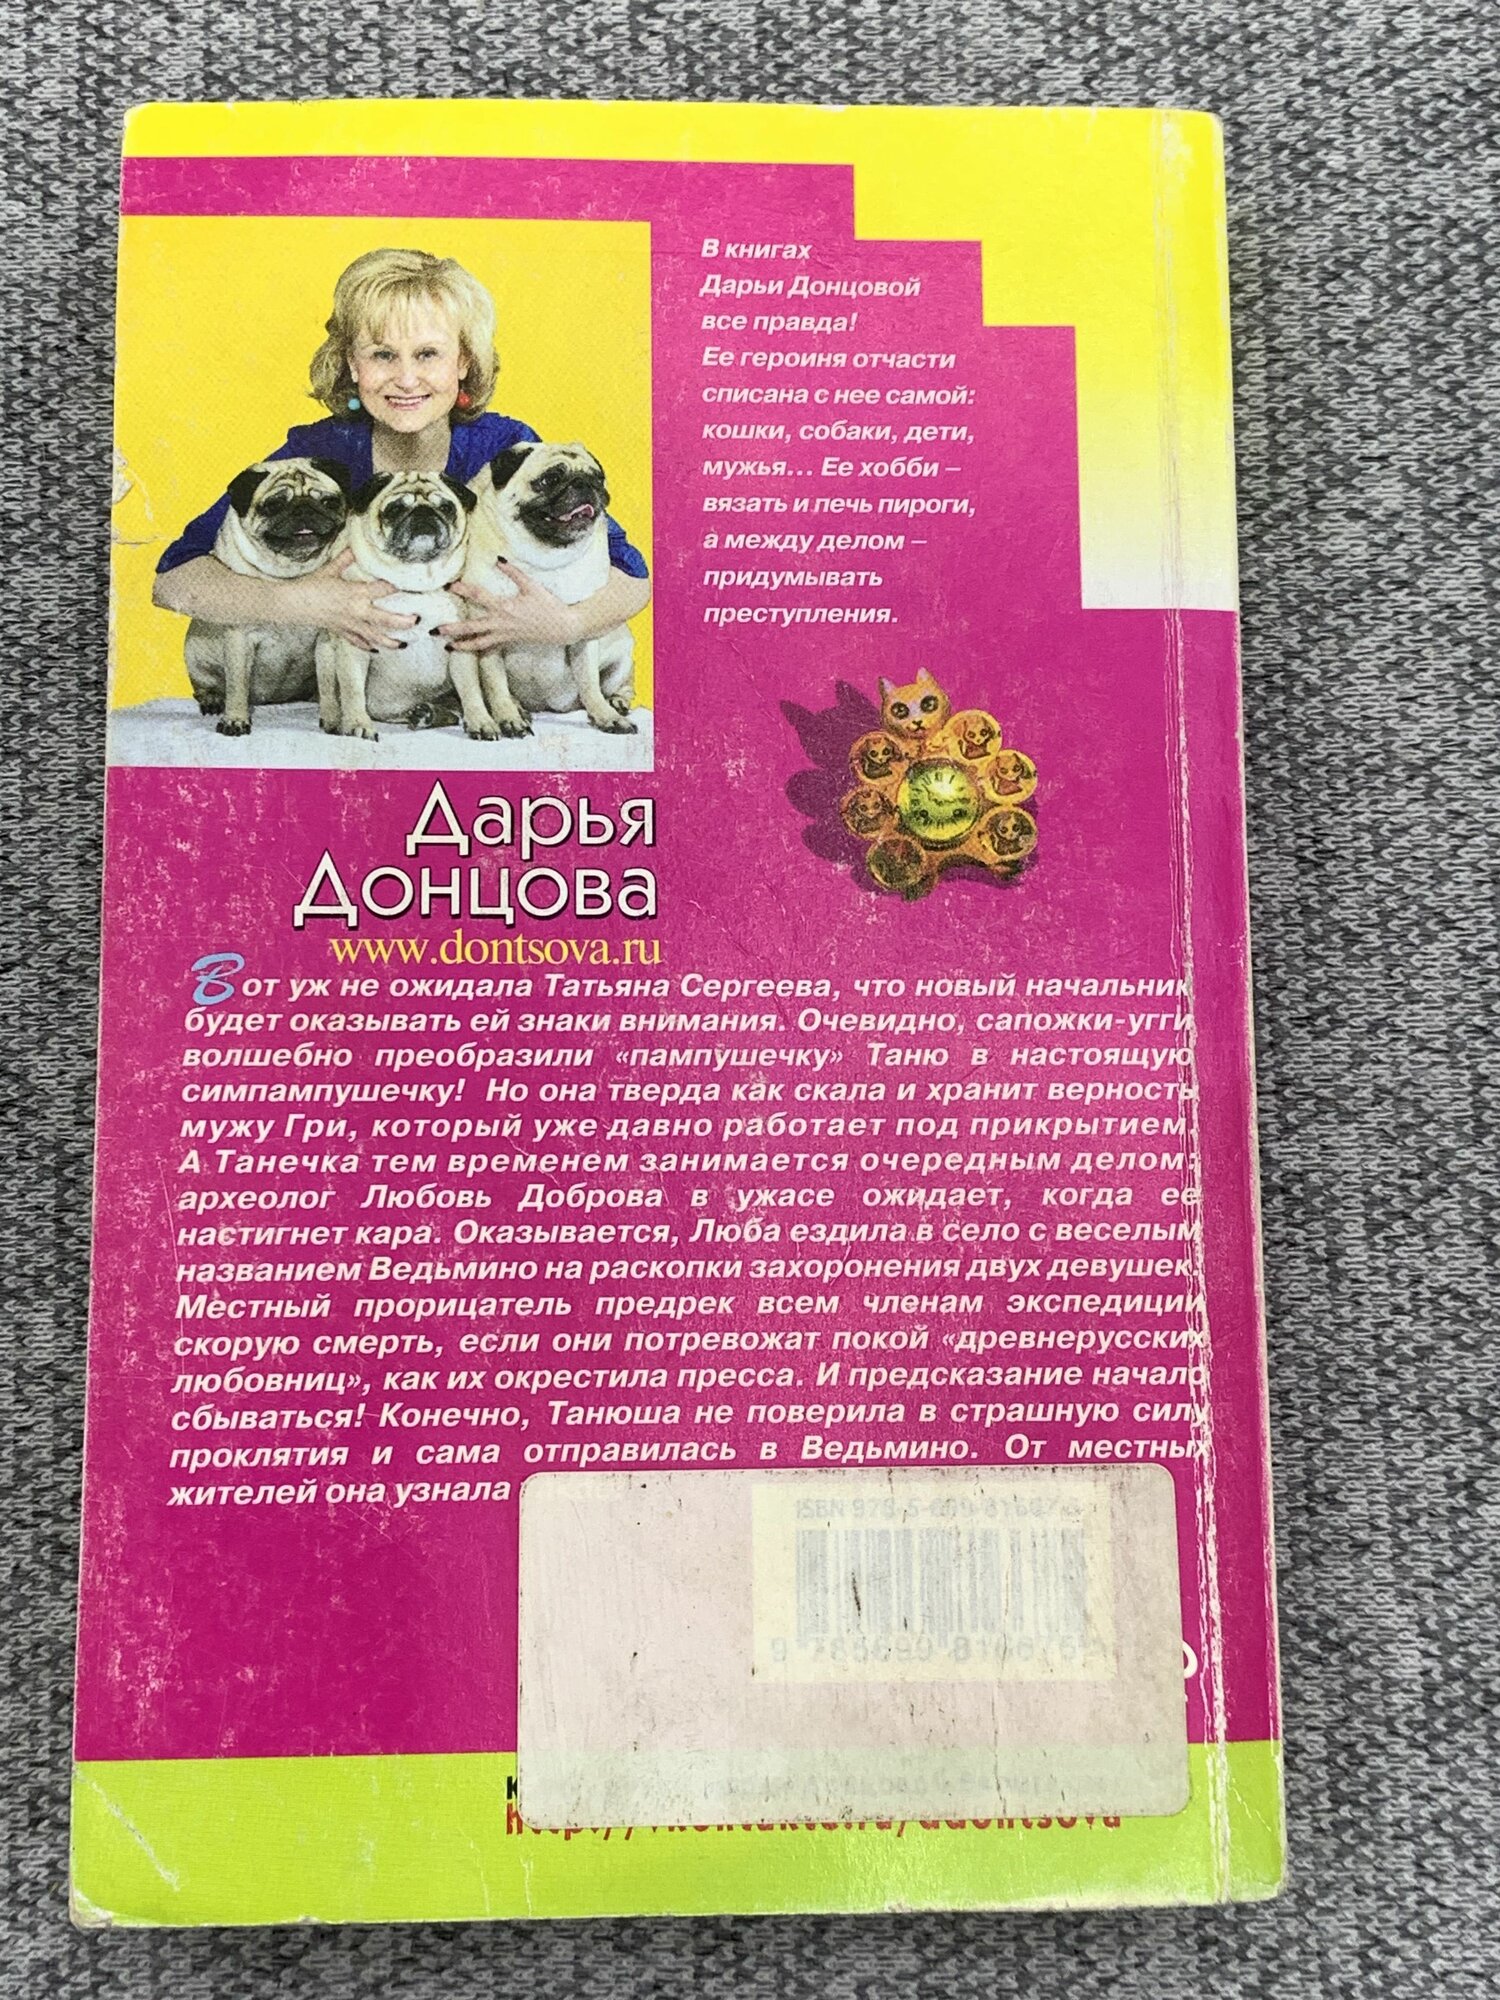 В книгах
Дарьи Донцовой
все правда!
Ее героиня отчасти
списана с нее самой:
кошки, собаки, дети,
мужья... Ее хобби –
вязать и печь пироги,
а между делом –
придумывать
преступления.
Дарья
Донцова
www.dontsova.ru
Вот уж не ожидала Татьяна Сергеева, что новый начальник
будет оказывать ей знаки внимания. Очевидно, сапожки-угги
волшебно преобразили «пампушечку» Таню в настоящую
симпампушечку! Но она тверда как скала и хранит верность
мужу Гри, который уже давно работает под прикрытием.
А Танечка тем временем занимается очередным делом:
археолог Любовь Доброва в ужасе ожидает, когда ее
настигнет кара. Оказывается, Люба ездила в село с веселым
названием Ведьмино на раскопки захоронения двух девушек.
Местный прорицатель предрек всем членам экспедиции
скорую смерть, если они потревожат покой «древнерусских
любовниц», как их окрестила пресса. И предсказание начало
сбываться! Конечно, Танюша не поверила в страшную силу
проклятия и сама отправилась в Ведьмино. От местных
жителей она узнала
ISBN
http://vkontakte.ru/ddontsova